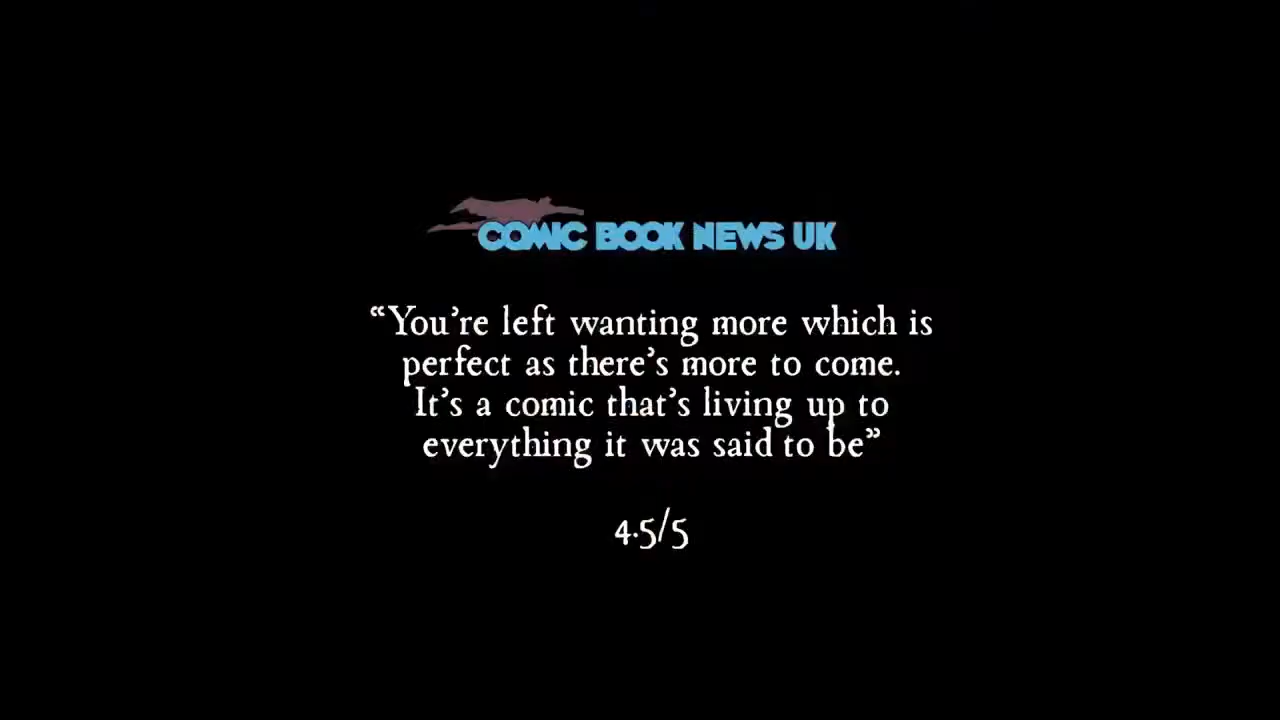 COMIC BOOK NEWS UK
“You’re left wanting more which is
perfect as there’s more to come.
It’s a comic that’s living up to
everything it was said to be”
4.5/5